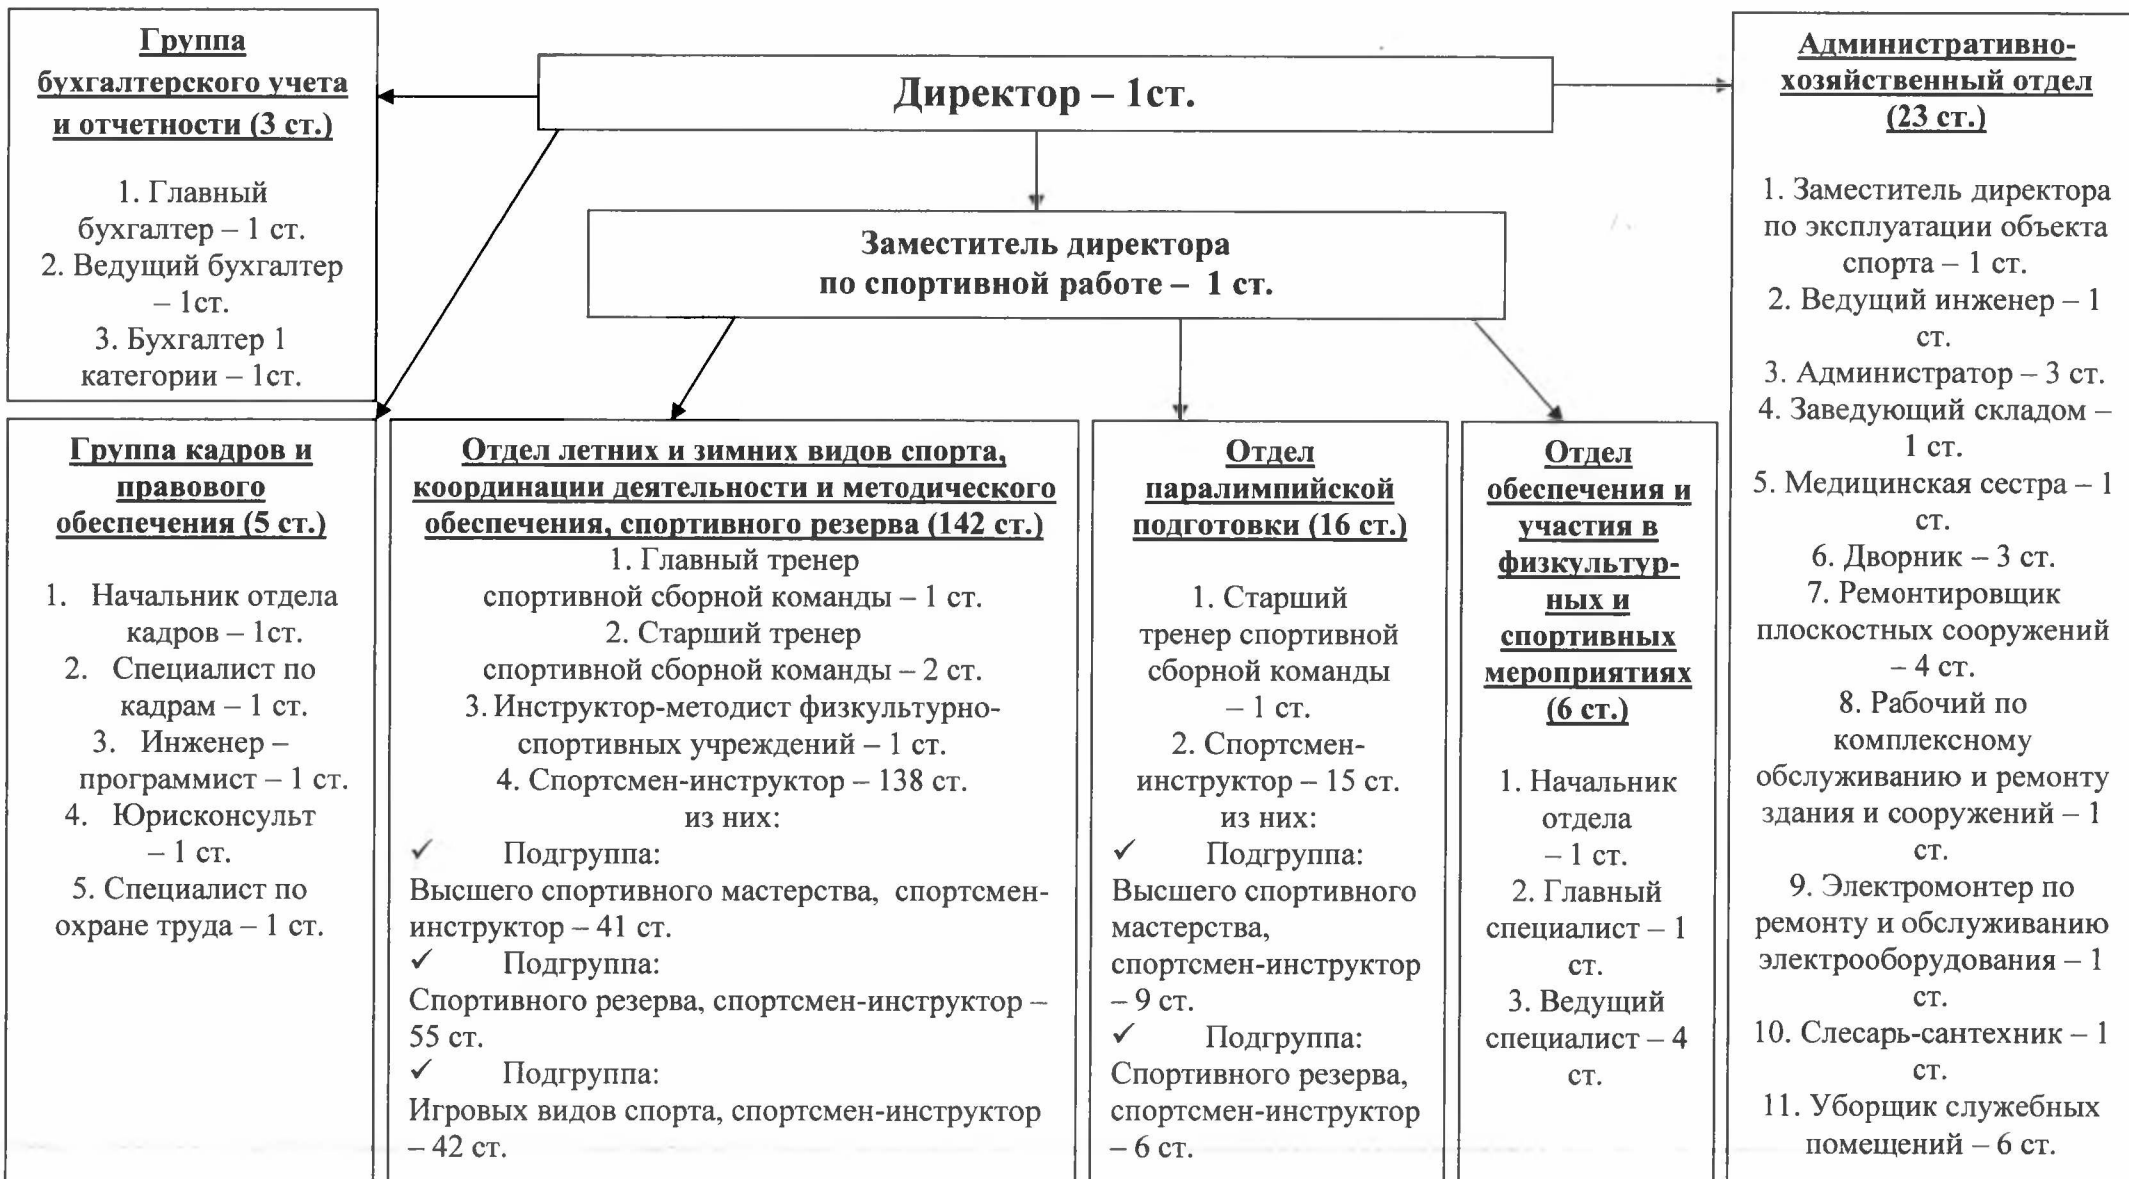 Группа
бухгалтерского учета
и отчетности (3 ст.)
1. Главный
бухгалтер – 1 ст.
2. Ведущий бухгалтер
– 1ст.
3. Бухгалтер 1
категории – 1ст.
Директор – 1ст.
Заместитель директора
по спортивной работе – 1 ст.
Административно-
хозяйственный отдел
(23 ст.)
1. Заместитель директора
по эксплуатации объекта
спорта – 1 ст.
2. Ведущий инженер – 1
ст.
3. Администратор – 3 ст.
4. Заведующий складом –
1 ст.
5. Медицинская сестра – 1
ст.
6. Дворник – 3 ст.
7. Ремонтировщик
плоскостных сооружений
– 4 ст.
8. Рабочий по
комплексному
обслуживанию и ремонту
здания и сооружений – 1
ст.
9. Электромонтер по
ремонту и обслуживанию
электрооборудования – 1
ст.
10. Слесарь-сантехник – 1
ст.
11. Уборщик служебных
помещений – 6 ст.
Группа кадров и
правового
обеспечения (5 ст.)
1. Начальник отдела
кадров – 1ст.
2. Специалист по
кадрам – 1 ст.
3. Инженер –
программист – 1 ст.
4. Юрисконсульт
– 1 ст.
5. Специалист по
охране труда – 1 ст.
Отдел летних и зимних видов спорта,
координации деятельности и методического
обеспечения, спортивного резерва (142 ст.)
1. Главный тренер
спортивной сборной команды – 1 ст.
2. Старший тренер
спортивной сборной команды – 2 ст.
3. Инструктор-методист физкультурно-
спортивных учреждений – 1 ст.
4. Спортсмен-инструктор – 138 ст.
из них:
✓ Подгруппа:
Высшего спортивного мастерства, спортсмен-
инструктор – 41 ст.
✓ Подгруппа:
Спортивного резерва, спортсмен-инструктор –
55 ст.
✓ Подгруппа:
Игровых видов спорта, спортсмен-инструктор
– 42 ст.
Отдел
паралимпийской
подготовки (16 ст.)
1. Старший
тренер спортивной
сборной команды
– 1 ст.
2. Спортсмен-
инструктор – 15 ст.
из них:
✓ Подгруппа:
Высшего спортивного
мастерства,
спортсмен-инструктор
– 9 ст.
✓ Подгруппа:
Спортивного резерва,
спортсмен-инструктор
– 6 ст.
Отдел
обеспечения и
участия в
физкультур-
ных и
спортивных
мероприятиях
(6 ст.)
1. Начальник
отдела
– 1 ст.
2. Главный
специалист – 1
ст.
3. Ведущий
специалист – 4
ст.